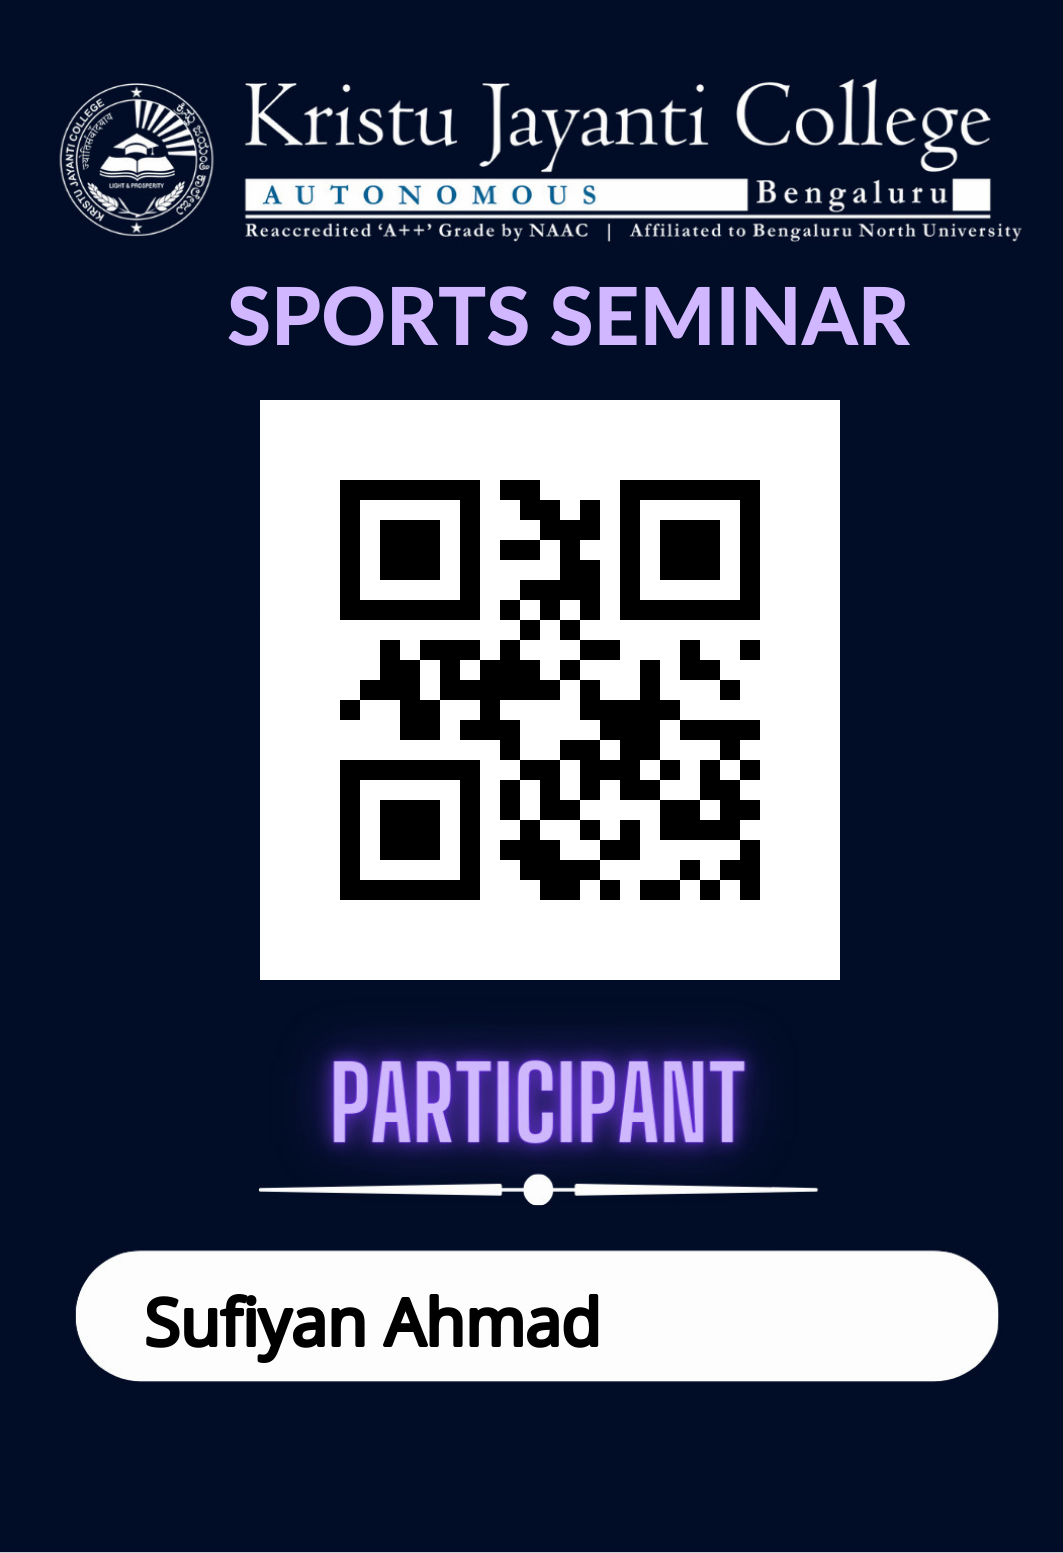 KRISTU JAYANTI COLLEGE
ज्योतिसंवर्धिवाय
LIGHT & PROSPERITY
Kristu Jayanti College
AUTONOMOUS Bengaluru
Reaccredited ‘A++’ Grade by NAAC | Affiliated to Bengaluru North University
SPORTS SEMINAR
PARTICIPANT
Sufiyan Ahmad